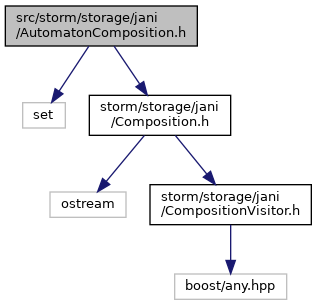 src/storm/storage/jani
/AutomatonComposition.h
set
storm/storage/jani
/Composition.h
ostream
storm/storage/jani
/CompositionVisitor.h
boost/any.hpp